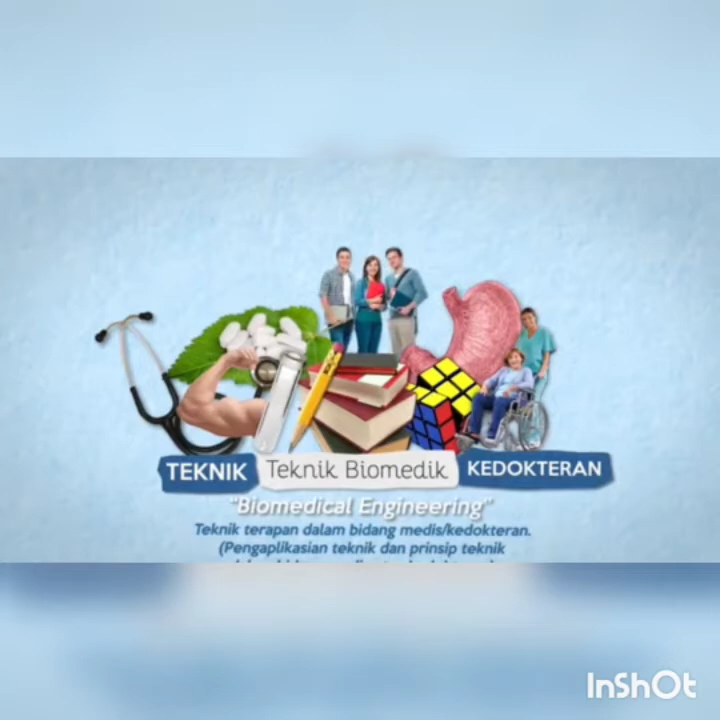 TEKNIK Teknik Biomedik KEDOKTERAN
"Biomedical Engineering"
Teknik terapan dalam bidang medis/kedokteran.
(Pengaplikasian teknik dan prinsip teknik
InShOt